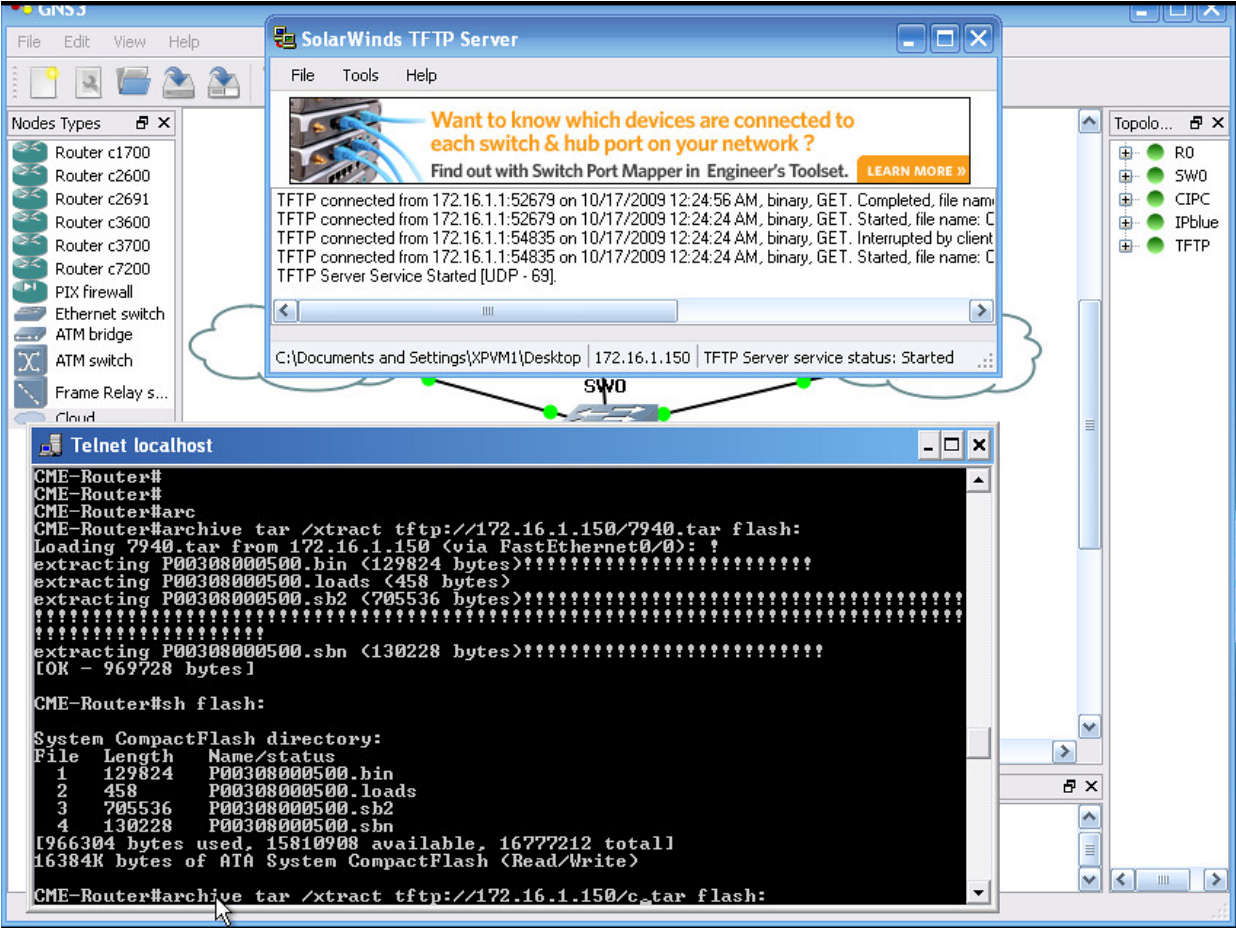 GNS3
File Edit View Help
Nodes Types
Router c1700
Router c2600
Router c2691
Router c3600
Router c3700
Router c7200
PIX firewall
Ethernet switch
ATM bridge
ATM switch
Frame Relay s...
Cloud
SolarWinds TFTP Server
File Tools Help
Want to know which devices are connected to
each switch & hub port on your network ?
Find out with Switch Port Mapper in Engineer's Toolset.
LEARN MORE »
TFTP connected from 172.16.1.1:52679 on 10/17/2009 12:24:56 AM, binary, GET. Completed, file nam
TFTP connected from 172.16.1.1:52679 on 10/17/2009 12:24:27 AM, binary, GET. Started, file name: C
TFTP connected from 172.16.1.1:54835 on 10/17/2009 12:24:24 AM, binary, GET. Interrupted by client
TFTP connected from 172.16.1.1:54835 on 10/17/2009 12:24:24 AM, binary, GET. Started, file name: C
TFTP Server Service Started [UDP - 69].
C:\Documents and Settings\XPVM1\Desktop 172.16.1.150 TFTP Server service status: Started
SW0
Topolo...
R0
SW0
CIPC
IPblue
TFTP
Telnet localhost
CME-Router#
CME-Router#
CME-Router#arc
CME-Router#archive tar /xtract tftp://172.16.1.150/7940.tar flash:
Loading 7940.tar from 172.16.1.150 (via FastEthernet0/0): !
extracting P00308000500.bin (129824 bytes)!!!!!!!!!!!!!!!!!!!!!!!!!
extracting P00308000500.loads (458 bytes)
extracting P00308000500.sb2 (705536 bytes)!!!!!!!!!!!!!!!!!!!!!!!!!!!!!!!!!!!!!!
!!!!!!!!!!!!!!!!!!!!!!!!!!!!!!!!!!!!!!!!!!!!!!!!!!!!!!!!!!!!!!!!!!!!!!!!!!!!!!!!
!!!!!!!!!!!!!!!!!!!!
extracting P00308000500.sbn (130228 bytes)!!!!!!!!!!!!!!!!!!!!!!!!!!
[OK - 969728 bytes]
CME-Router#sh flash:
System CompactFlash directory:
File Length Name/status
1 129824 P00308000500.bin
2 458 P00308000500.loads
3 705536 P00308000500.sb2
4 130228 P00308000500.sbn
[966304 bytes used, 15810908 available, 16777212 total]
16384K bytes of ATA System CompactFlash (Read/Write)
CME-Router#archive tar /xtract tftp://172.16.1.150/c.tar flash: